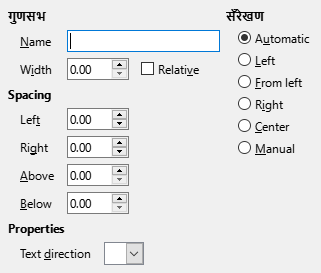 गुणसभ
Name
Width 0.00 Relative
Spacing
Left 0.00
Right 0.00
Above 0.00
Below 0.00
Properties
Text direction
सँरेखण
Automatic
Left
From left
Right
Center
Manual